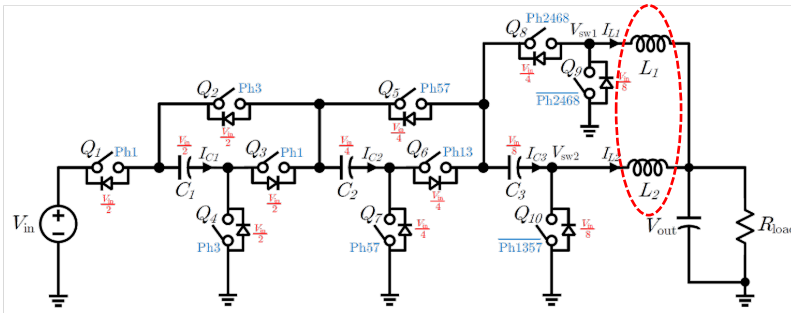 Q8 Ph2468 Vsw1 IL1
Vin/4 L1
Q9 Vin/8
Ph2468
Q2 Ph3 Q5 Ph57
Vin/2 Vin/4
Q1 Ph1 Vin/2 IC1 Q3 Ph1 Vin/4 IC2 Q6 Ph13 Vin/8 IC3 Vsw2 IL2
Vin/2 C1 Vin/2 C2 Vin/4 C3 L2
Vin Q4 Vin/2 Q7 Vin/4 Q10 Vin/8 Vout Rload
Ph3 Ph57 Ph1357